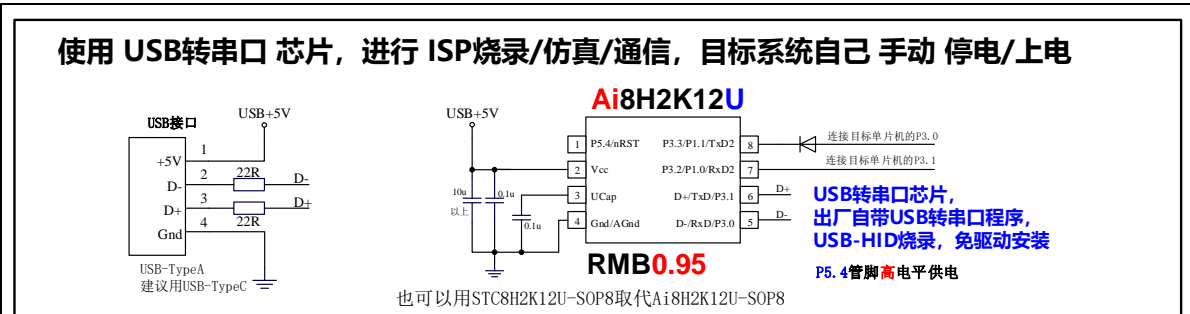 使用 USB转串口 芯片，进行 ISP烧录/仿真/通信，目标系统自己 手动 停电/上电
USB接口
USB+5V
+5V
1
D-
2
22R
D-
D+
3
22R
D+
Gnd
4
USB-TypeA
建议用USB-TypeC
USB+5V
Ai8H2K12U
1 P5.4/nRST P3.3/P1.1/TxD2 8
2 Vcc P3.2/P1.0/RxD2 7
3 UCap D+/TxD/P3.1 6
4 Gnd/AGnd D-/RxD/P3.0 5
10u
以上
0.1u
0.1u
连接目标单片机的P3.0
连接目标单片机的P3.1
D+
D-
RMB0.95
USB转串口芯片，
出厂自带USB转串口程序，
USB-HID烧录，免驱动安装
P5.4管脚高电平供电
也可以用STC8H2K12U-SOP8取代Ai8H2K12U-SOP8